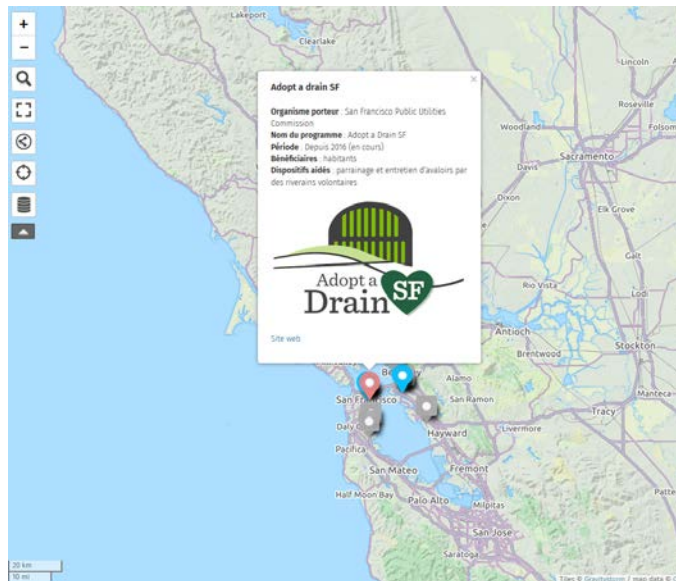 +
−
Lakeport
Clearlake
Lincoln
Roseville
Woodland
Folsom
Sacramento
Davis
Dixon
Elk Grove
Rio Vista
Lodi
Antioch
Stockton
Brentwood
Adopt a drain SF
×
Organisme porteur : San Francisco Public Utilities
Commission
Nom du programme : Adopt a Drain SF
Période : Depuis 2016 (en cours)
Bénéficiaires : habitants
Dispositifs aidés : parrainage et entretien d'avaloirs par
des riverains volontaires
Adopt a
Drain SF
Site web
Alamo
San Francisco
San Ramon
Tracy
Manteca
Livermore
Hayward
Pacifica
San Mateo
Fremont
Half Moon Bay
Palo Alto
Milpitas
San Jose
Saratoga
20 km
10 mi